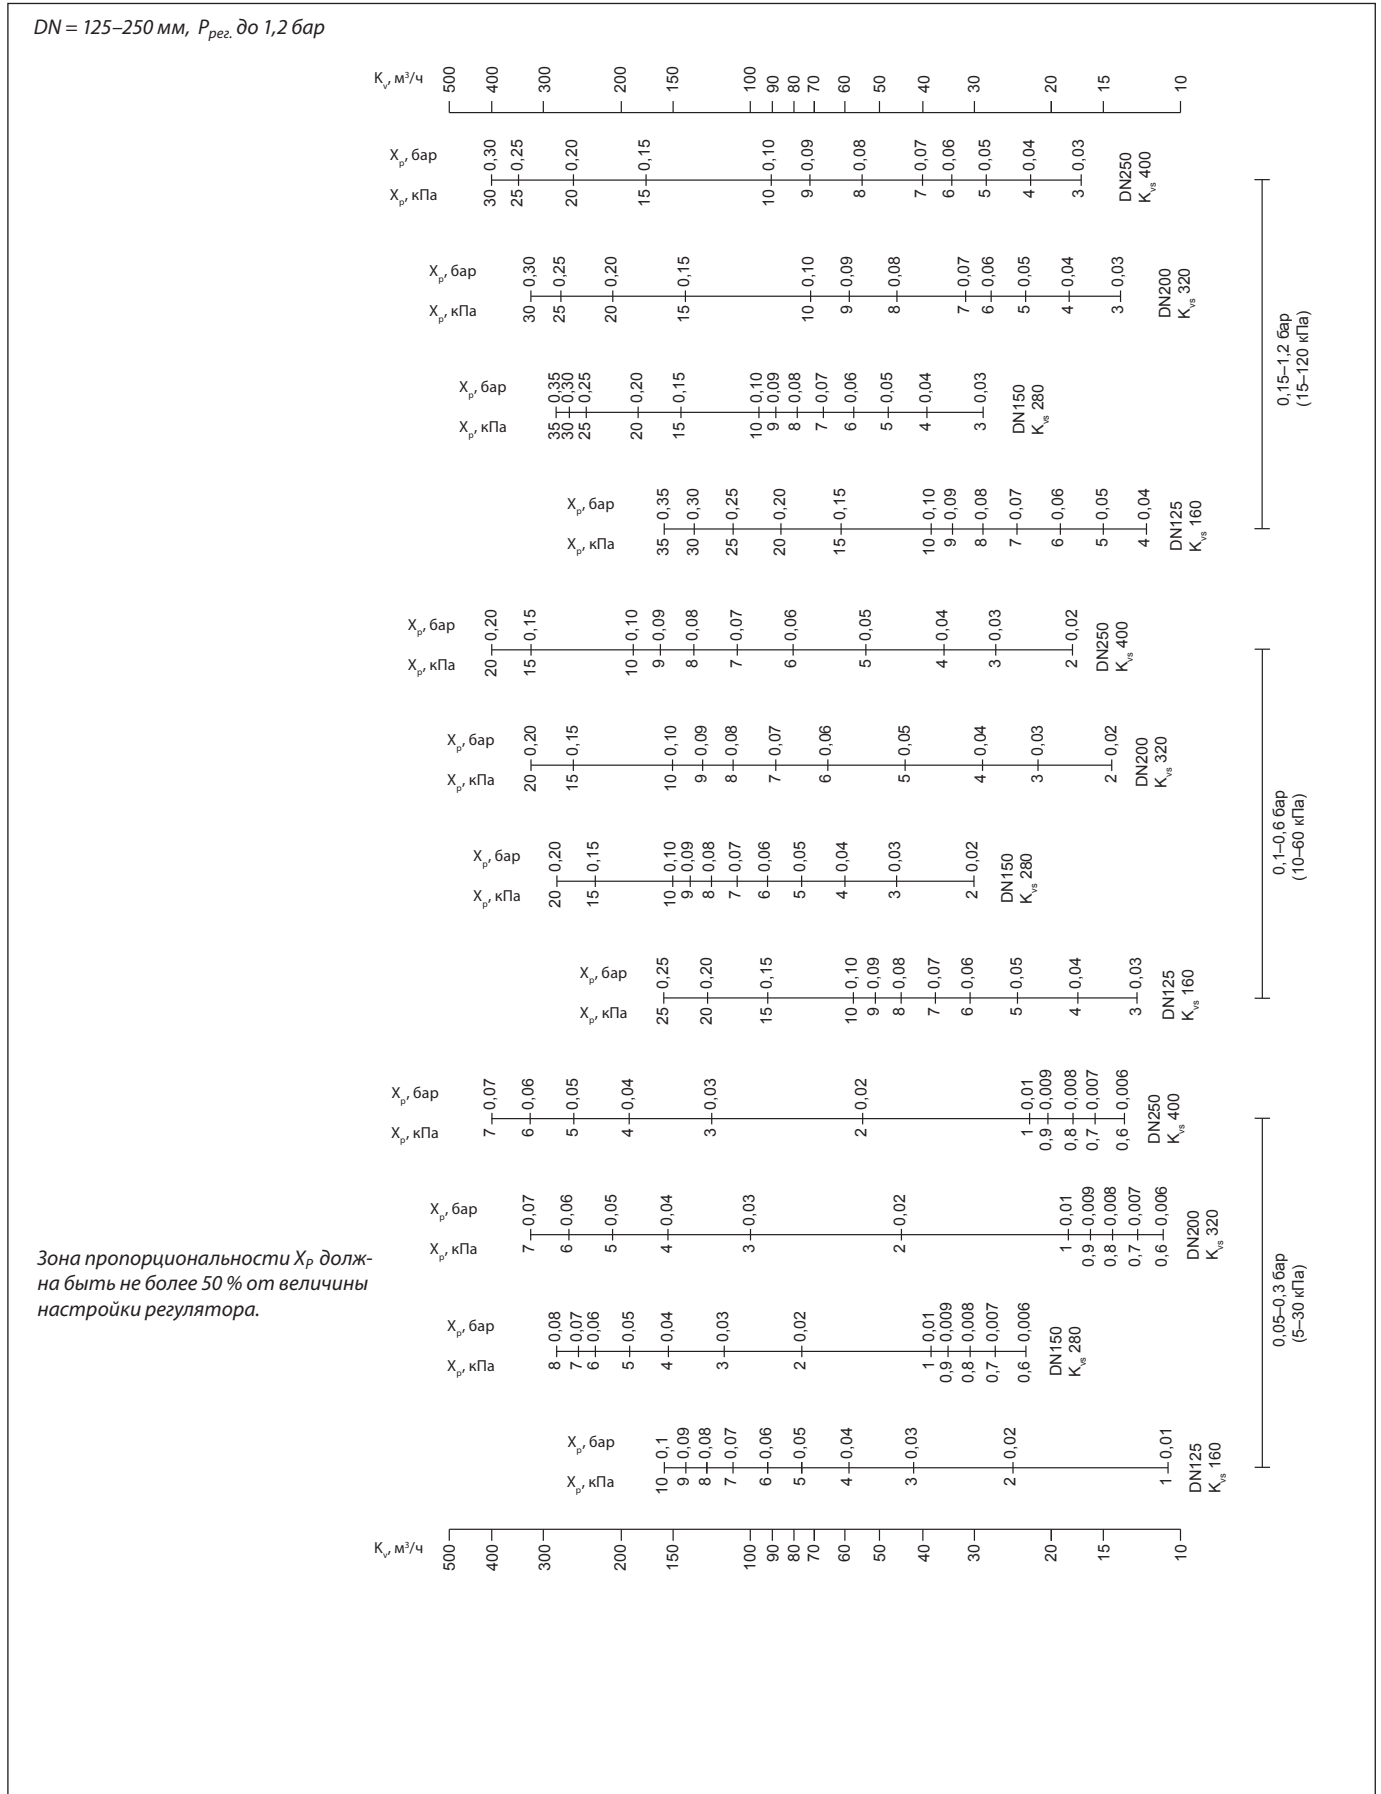 DN = 125–250 мм, Pрег. до 1,2 бар
Kv, м³/ч
500 400 300 200 150 100 90 80 70 60 50 40 30 20 15 10
Xp, бар
0,30 0,25 0,20 0,15 0,10 0,09 0,08 0,07 0,06 0,05 0,04 0,03
Xp, кПа
30 25 20 15 10 9 8 7 6 5 4 3
DN250
Kvs 400
Xp, бар
0,30 0,25 0,20 0,15 0,10 0,09 0,08 0,07 0,06 0,05 0,04 0,03
Xp, кПа
30 25 20 15 10 9 8 7 6 5 4 3
DN200
Kvs 320
Xp, бар
0,35 0,30 0,25 0,20 0,15 0,10 0,09 0,08 0,07 0,06 0,05 0,04 0,03
Xp, кПа
35 30 25 20 15 10 9 8 7 6 5 4 3
DN150
Kvs 280
Xp, бар
0,35 0,30 0,25 0,20 0,15 0,10 0,09 0,08 0,07 0,06 0,05 0,04
Xp, кПа
35 30 25 20 15 10 9 8 7 6 5 4
DN125
Kvs 160
0,15–1,2 бар
(15–120 кПа)
Xp, бар
0,20 0,15 0,10 0,09 0,08 0,07 0,06 0,05 0,04 0,03 0,02
Xp, кПа
20 15 10 9 8 7 6 5 4 3 2
DN250
Kvs 400
Xp, бар
0,20 0,15 0,10 0,09 0,08 0,07 0,06 0,05 0,04 0,03 0,02
Xp, кПа
20 15 10 9 8 7 6 5 4 3 2
DN200
Kvs 320
Xp, бар
0,20 0,15 0,10 0,09 0,08 0,07 0,06 0,05 0,04 0,03 0,02
Xp, кПа
20 15 10 9 8 7 6 5 4 3 2
DN150
Kvs 280
Xp, бар
0,25 0,20 0,15 0,10 0,09 0,08 0,07 0,06 0,05 0,04 0,03
Xp, кПа
25 20 15 10 9 8 7 6 5 4 3
DN125
Kvs 160
0,1–0,6 бар
(10–60 кПа)
Xp, бар
0,07 0,06 0,05 0,04 0,03 0,02 0,01 0,009 0,008 0,007 0,006
Xp, кПа
7 6 5 4 3 2 1 0,9 0,8 0,7 0,6
DN250
Kvs 400
Xp, бар
0,07 0,06 0,05 0,04 0,03 0,02 0,01 0,009 0,008 0,007 0,006
Xp, кПа
7 6 5 4 3 2 1 0,9 0,8 0,7 0,6
DN200
Kvs 320
Зона пропорциональности XP долж-
на быть не более 50 % от величины
настройки регулятора.
Xp, бар
0,08 0,07 0,06 0,05 0,04 0,03 0,02 0,01 0,009 0,008 0,007 0,006
Xp, кПа
8 7 6 5 4 3 2 1 0,9 0,8 0,7 0,6
DN150
Kvs 280
Xp, бар
0,1 0,09 0,08 0,07 0,06 0,05 0,04 0,03 0,02 0,01
Xp, кПа
10 9 8 7 6 5 4 3 2 1
DN125
Kvs 160
0,05–0,3 бар
(5–30 кПа)
Kv, м³/ч
500 400 300 200 150 100 90 80 70 60 50 40 30 20 15 10